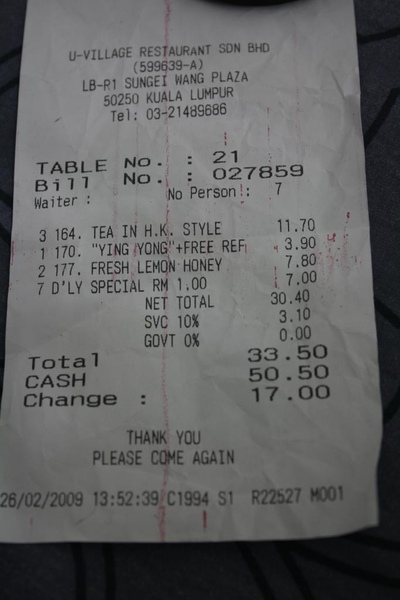 U-VILLAGE RESTAURANT SDN BHD
(599639-A)
LB-R1 SUNGEI WANG PLAZA
50250 KUALA LUMPUR
Tel: 03-21489686
TABLE No. : 21
Bill No. : 027859
Waiter : No Person : 7
3 164. TEA IN H.K. STYLE 11.70
1 170. "YING YONG"+FREE REF 3.90
2 177. FRESH LEMON HONEY 7.80
7 D'LY SPECIAL RM 1.00 7.00
NET TOTAL 30.40
SVC 10% 3.10
GOVT 0% 0.00
Total 33.50
CASH 50.50
Change : 17.00
THANK YOU
PLEASE COME AGAIN
26/02/2009 13:52:39 C1994 S1 R22527 M001